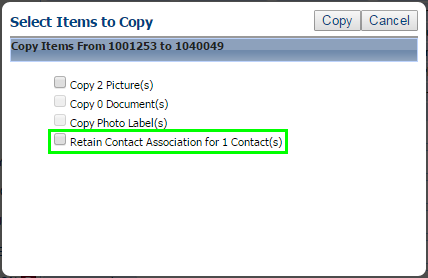 Select Items to Copy
Copy
Cancel
Copy Items From 1001253 to 1040049
Copy 2 Picture(s)
Copy 0 Document(s)
Copy Photo Label(s)
Retain Contact Association for 1 Contact(s)